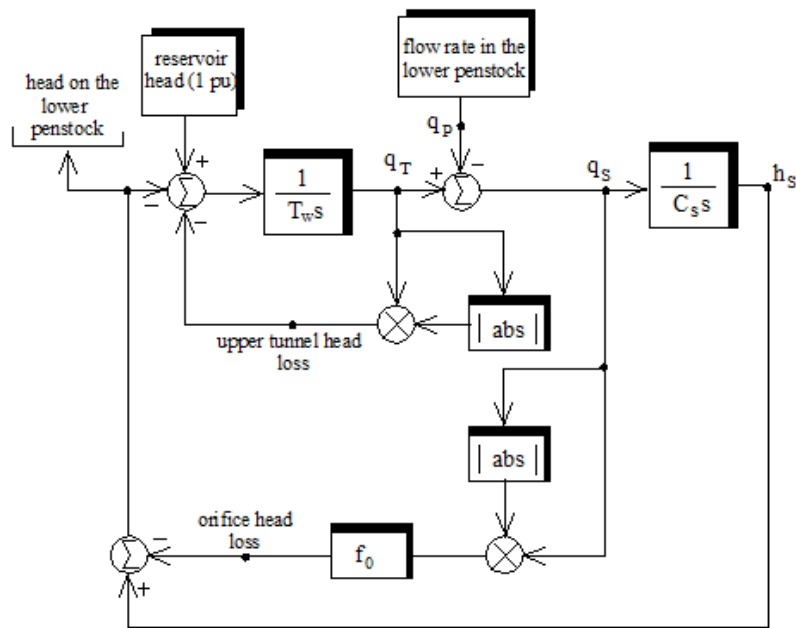 reservoir
head (1 pu)
flow rate in the
lower penstock
head on the
lower
penstock
q_p
+
q_T
+
−
q_S
1
T_w s
Σ
Σ
1
C_s s
h_S
−
−
| abs |
upper tunnel head
loss
| abs |
orifice head
loss
−
f_0
Σ
+